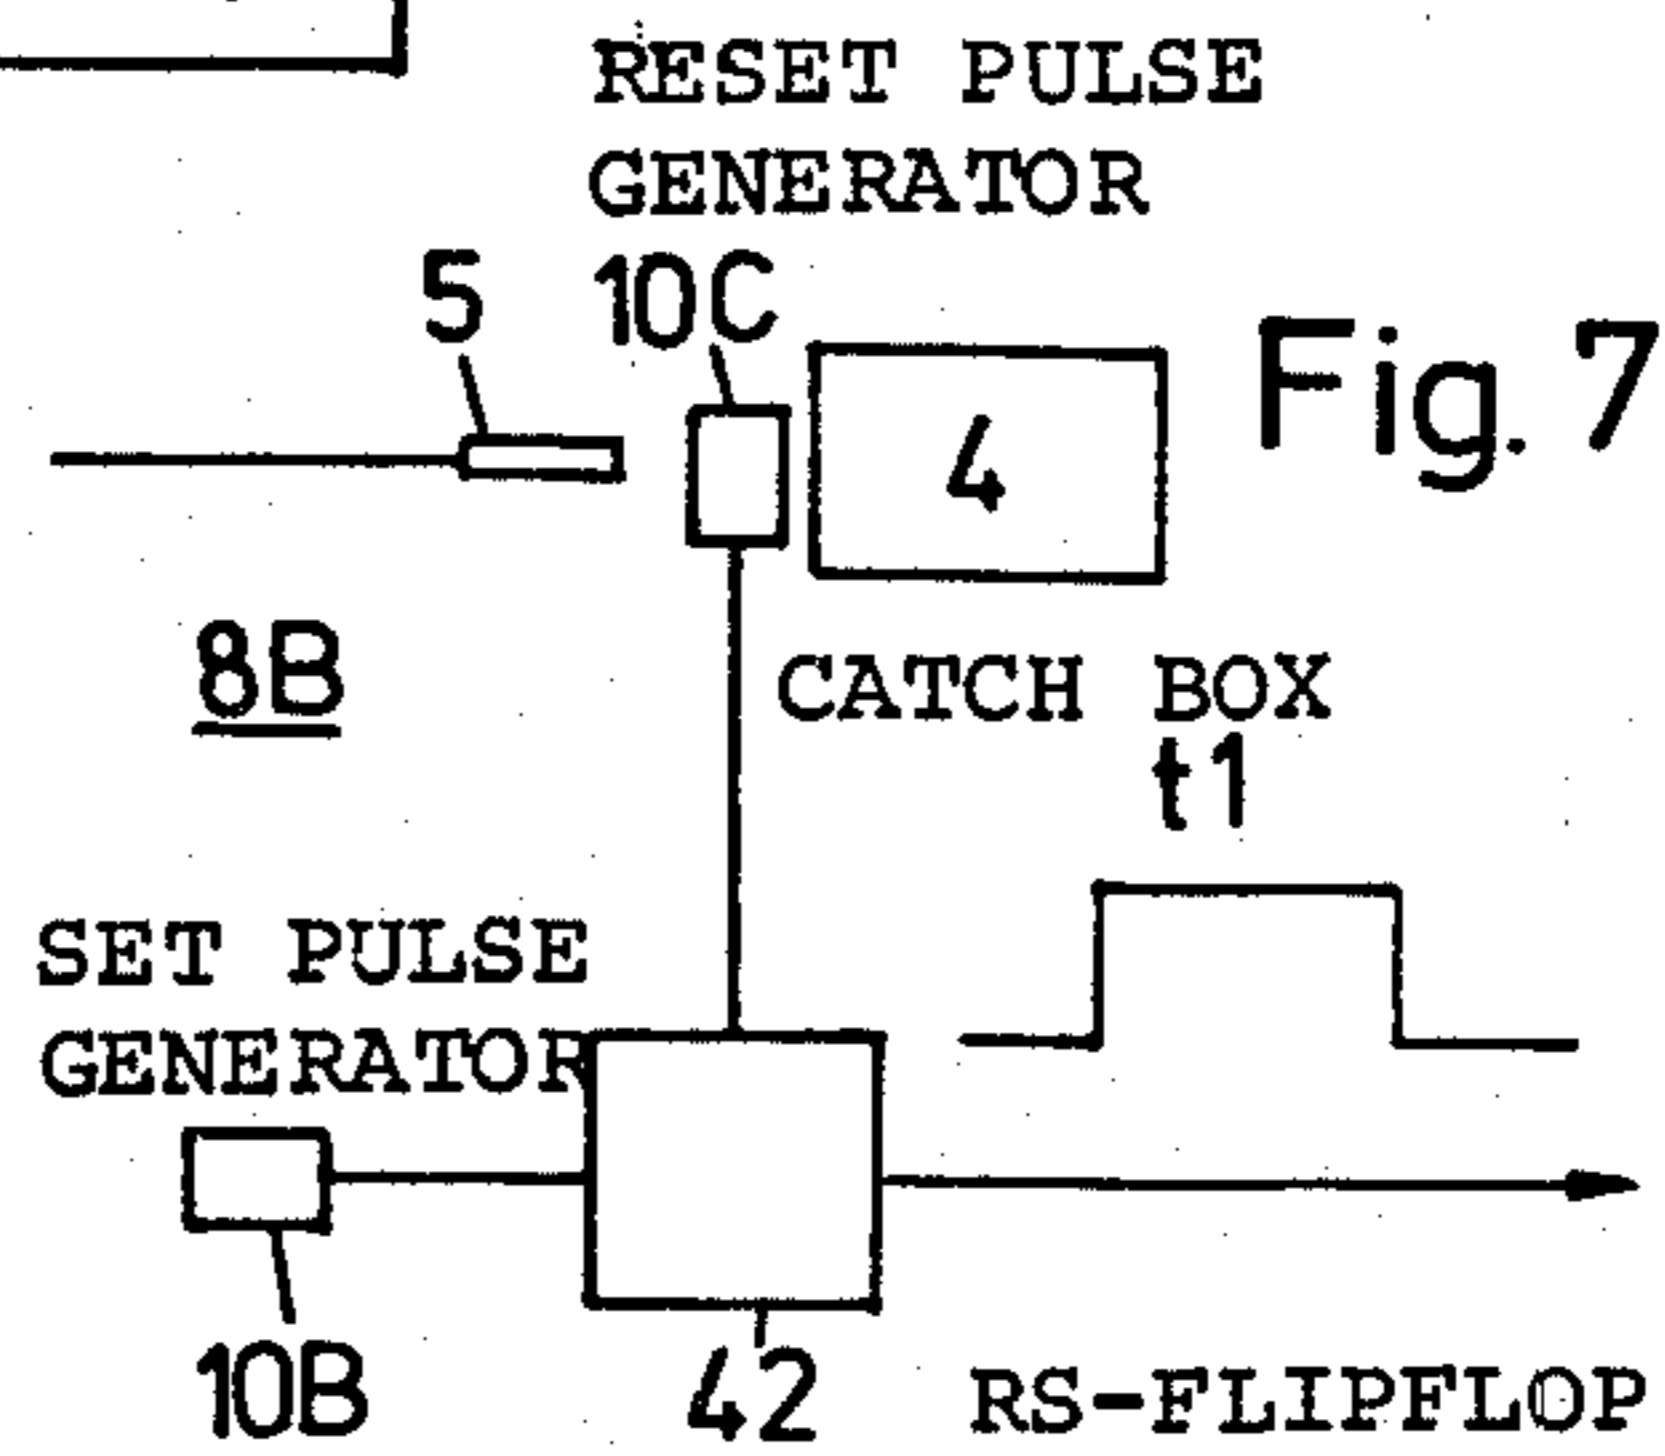 RESET PULSE
GENERATOR
5 10C
Fig. 7
4
8B
CATCH BOX
t1
SET PULSE
GENERATOR
10B
42
RS-FLIPFLOP